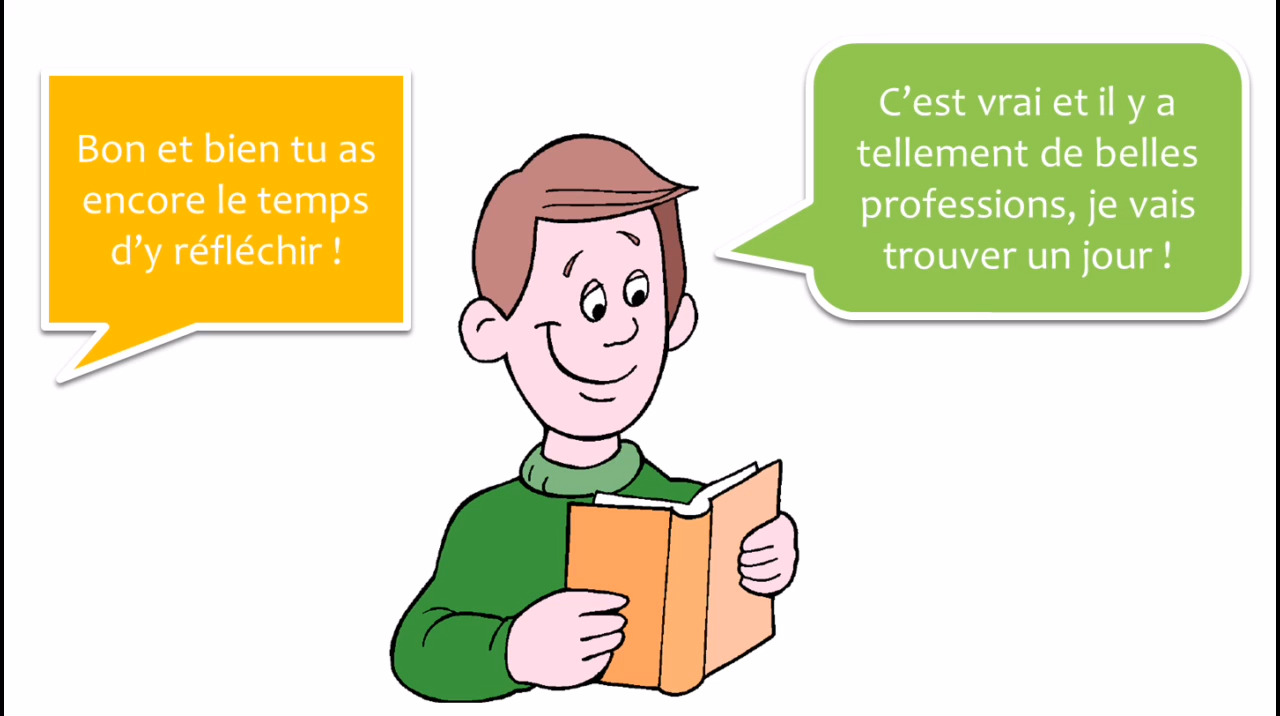 Bon et bien tu as
encore le temps
d’y réfléchir !
C’est vrai et il y a
tellement de belles
professions, je vais
trouver un jour !